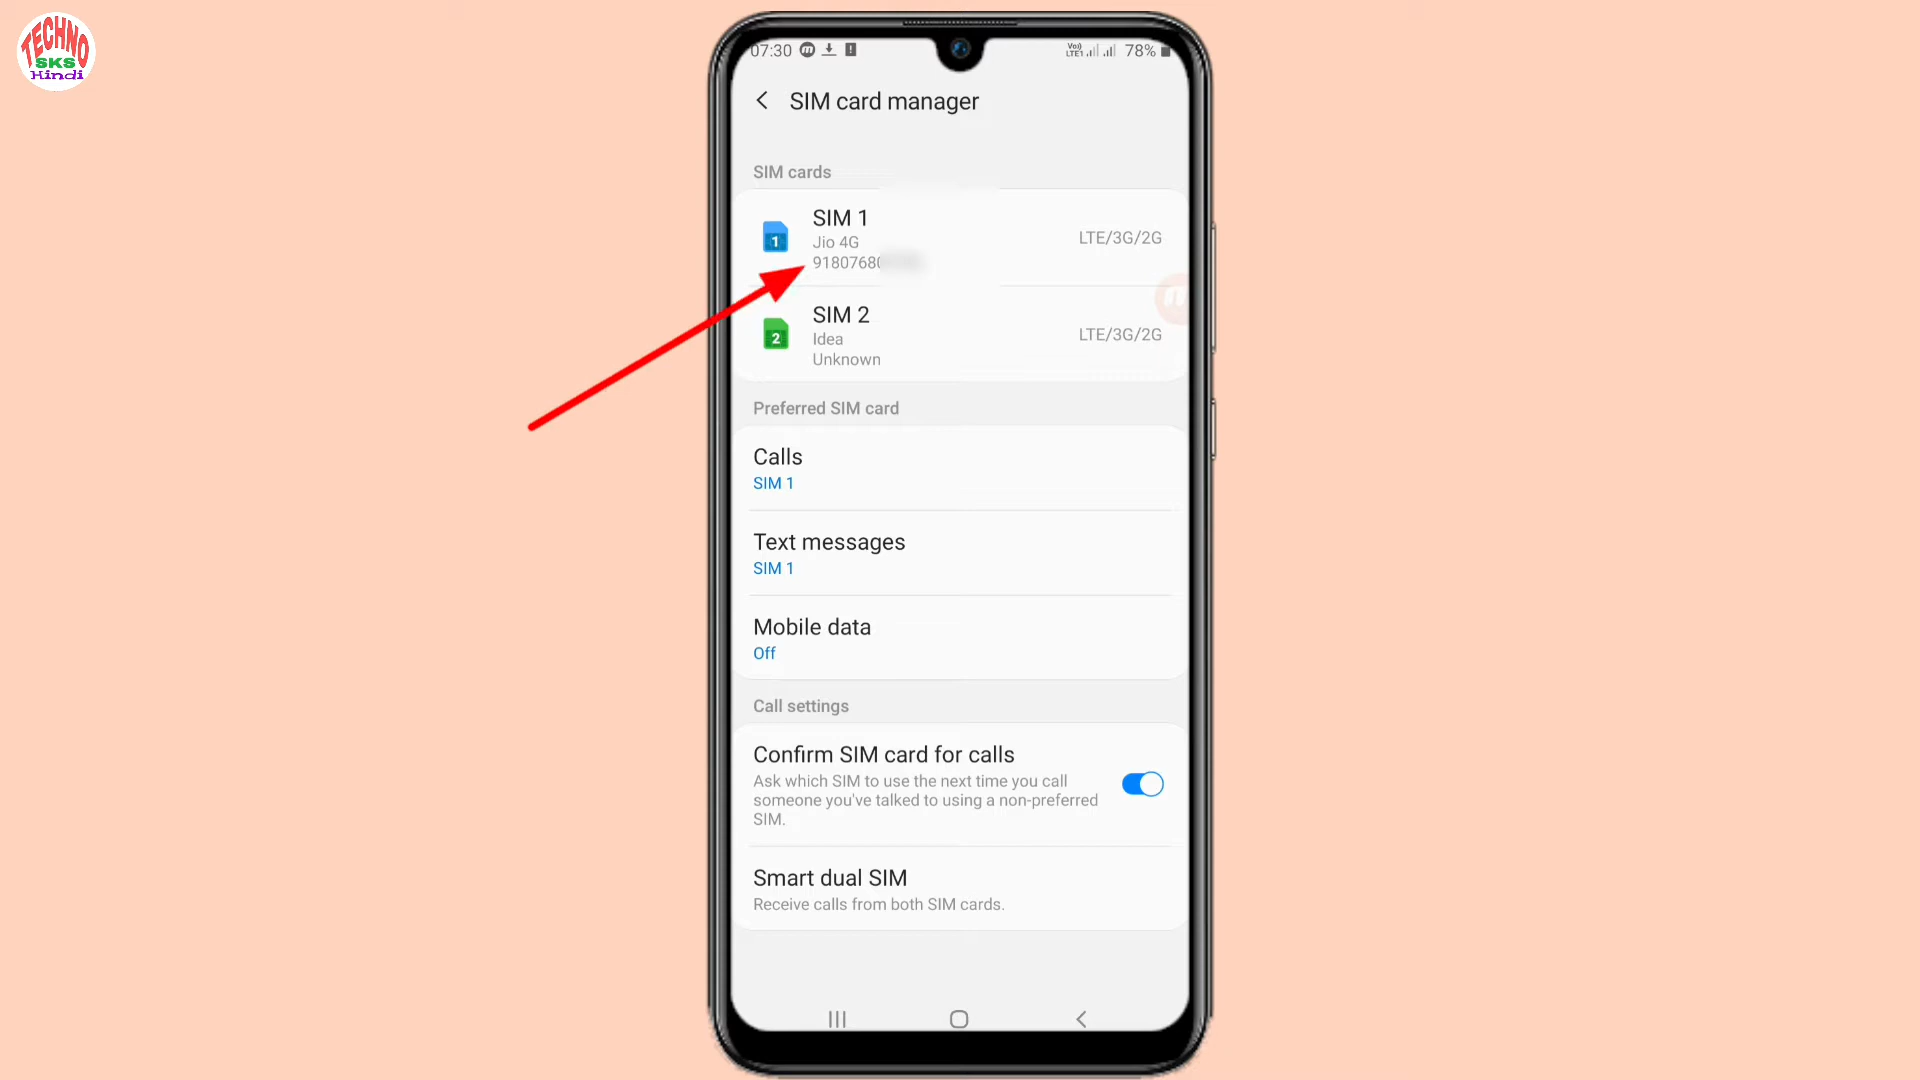 TECHNO
SKS
Hindi
07:30
78%
SIM card manager
SIM cards
SIM 1
Jio 4G
LTE/3G/2G
SIM 2
Idea
LTE/3G/2G
Unknown
Preferred SIM card
Calls
SIM 1
Text messages
SIM 1
Mobile data
Off
Call settings
Confirm SIM card for calls
Ask which SIM to use the next time you call
someone you've talked to using a non-preferred
SIM.
Smart dual SIM
Receive calls from both SIM cards.